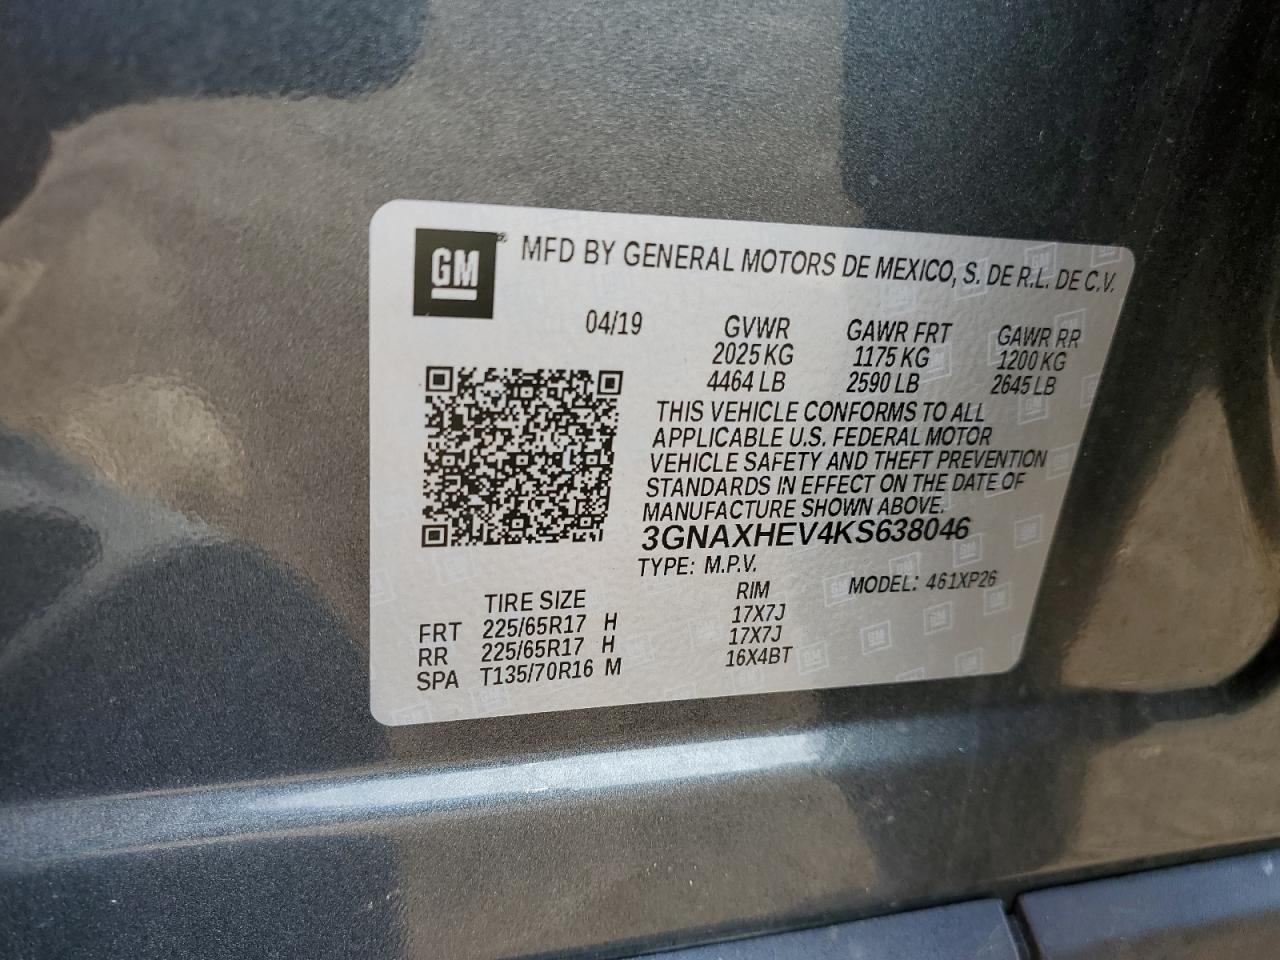 GM
MFD BY GENERAL MOTORS DE MEXICO, S. DE R.L. DE C.V.
04/19 GVWR GAWR FRT GAWR RR
2025 KG 1175 KG 1200 KG
4464 LB 2590 LB 2645 LB
THIS VEHICLE CONFORMS TO ALL
APPLICABLE U.S. FEDERAL MOTOR
VEHICLE SAFETY AND THEFT PREVENTION
STANDARDS IN EFFECT ON THE DATE OF
MANUFACTURE SHOWN ABOVE.
3GNAXHEV4KS638046
TYPE: M.P.V. MODEL: 461XP26
TIRE SIZE RIM
FRT 225/65R17 H 17X7J
RR 225/65R17 H 17X7J
SPA T135/70R16 M 16X4BT